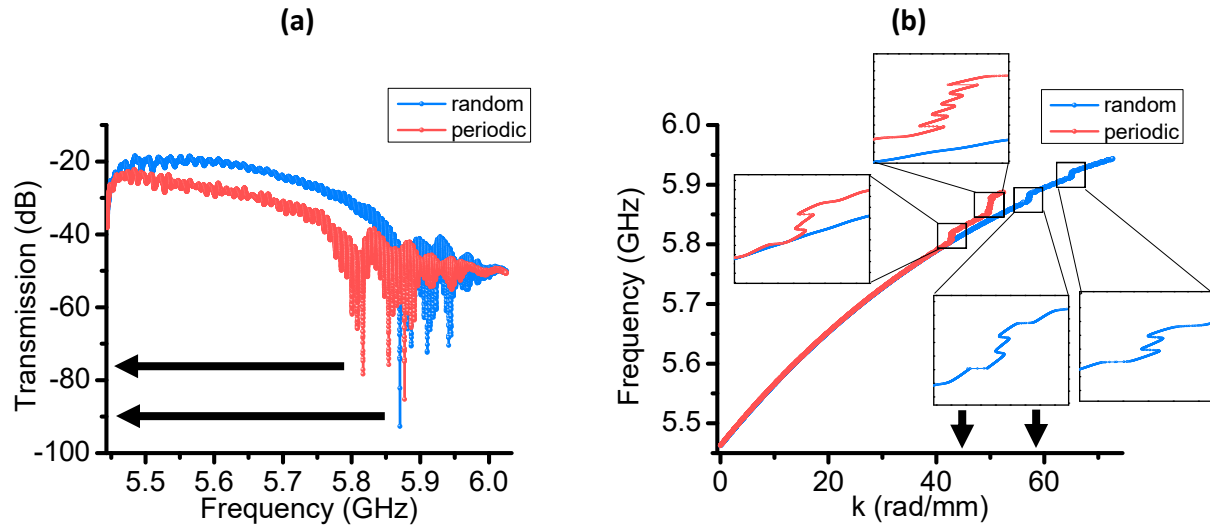 (a)
random
periodic
-20
-40
-60
-80
-100
Transmission (dB)
5.5
5.6
5.7
5.8
5.9
6.0
Frequency (GHz)
(b)
random
periodic
6.0
5.9
5.8
5.7
5.6
5.5
Frequency (GHz)
0
20
40
60
k (rad/mm)